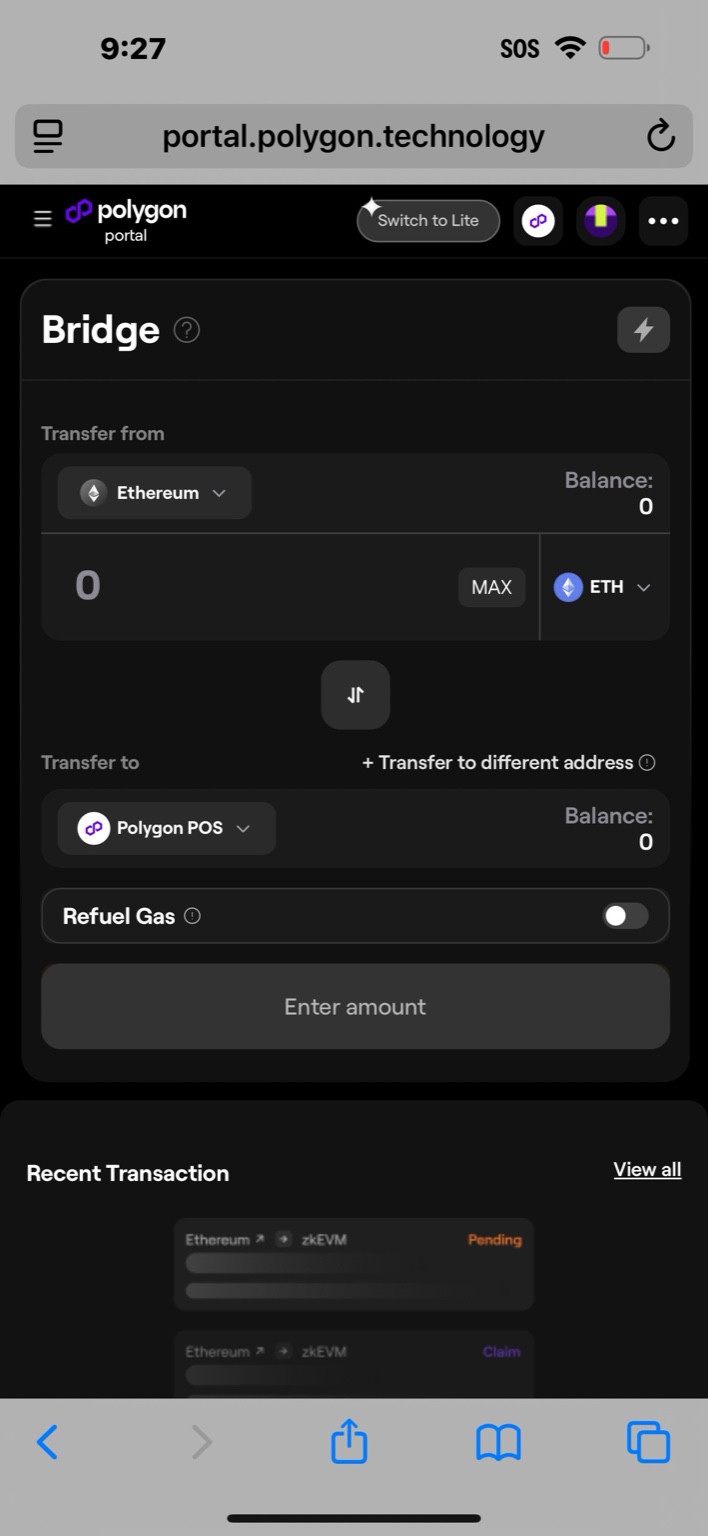 9:27
SOS
portal.polygon.technology
polygon
portal
Switch to Lite
Bridge ?
Transfer from
Ethereum
Balance:
0
0
MAX
ETH
Transfer to
+ Transfer to different address
Polygon POS
Balance:
0
Refuel Gas
Enter amount
Recent Transaction
View all
Ethereum ↗ → zkEVM
Pending
Ethereum ↗ → zkEVM
Claim